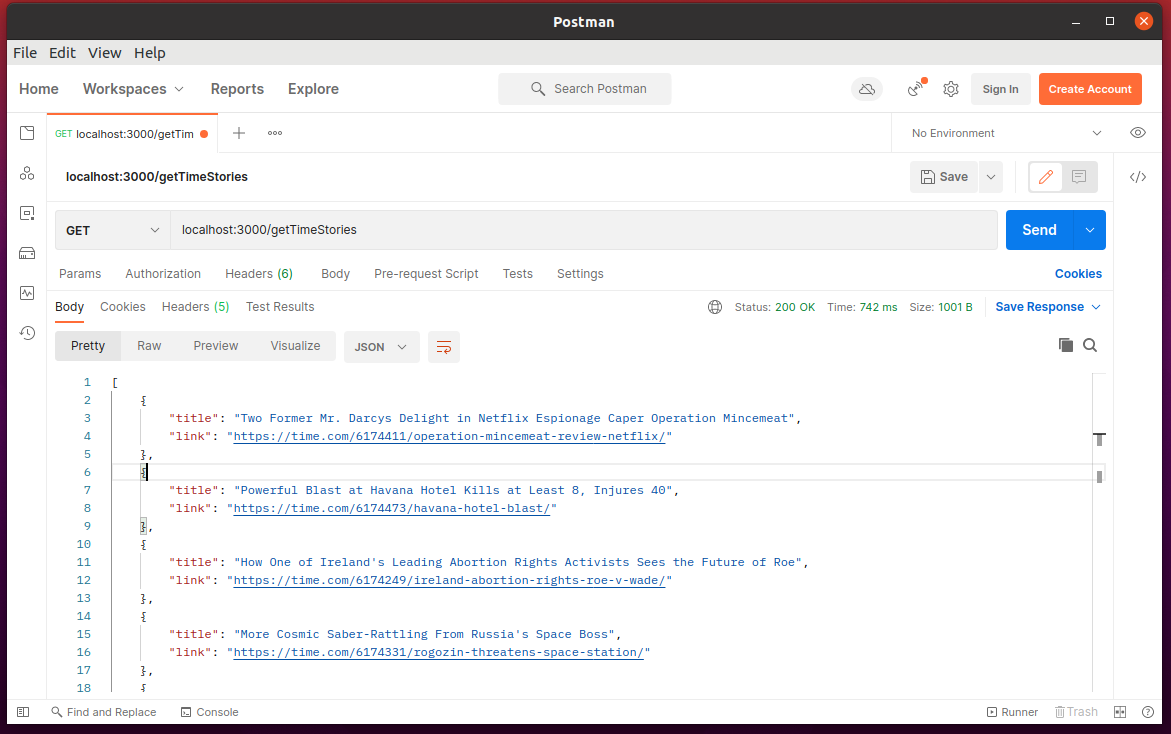 Postman
File Edit View Help
Home Workspaces Reports Explore Search Postman Sign In Create Account
GET localhost:3000/getTim No Environment
localhost:3000/getTimeStories Save
GET localhost:3000/getTimeStories Send
Params Authorization Headers (6) Body Pre-request Script Tests Settings Cookies
Body Cookies Headers (5) Test Results Status: 200 OK Time: 742 ms Size: 1001 B Save Response
Pretty Raw Preview Visualize JSON
1 [
2 {
3 "title": "Two Former Mr. Darcys Delight in Netflix Espionage Caper Operation Mincemeat",
4 "link": "https://time.com/6174411/operation-mincemeat-review-netflix/"
5 },
6 {
7 "title": "Powerful Blast at Havana Hotel Kills at Least 8, Injures 40",
8 "link": "https://time.com/6174473/havana-hotel-blast/"
9 },
10 {
11 "title": "How One of Ireland's Leading Abortion Rights Activists Sees the Future of Roe",
12 "link": "https://time.com/6174249/ireland-abortion-rights-roe-v-wade/"
13 },
14 {
15 "title": "More Cosmic Saber-Rattling From Russia's Space Boss",
16 "link": "https://time.com/6174331/rogozin-threatens-space-station/"
17 },
18 {
Find and Replace Console Runner Trash